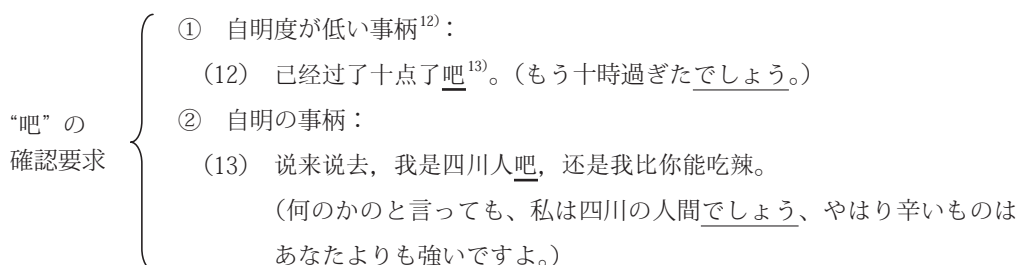 ① 自明度が低い事柄12)：
(12) 已经过了十点了吧13)。（もう十時過ぎたでしょう。）
“吧”の
確認要求
② 自明の事柄：
(13) 说来说去，我是四川人吧，还是我比你能吃辣。
（何のかのと言っても、私は四川の人間でしょう、やはり辛いものは
あなたよりも強いですよ。）